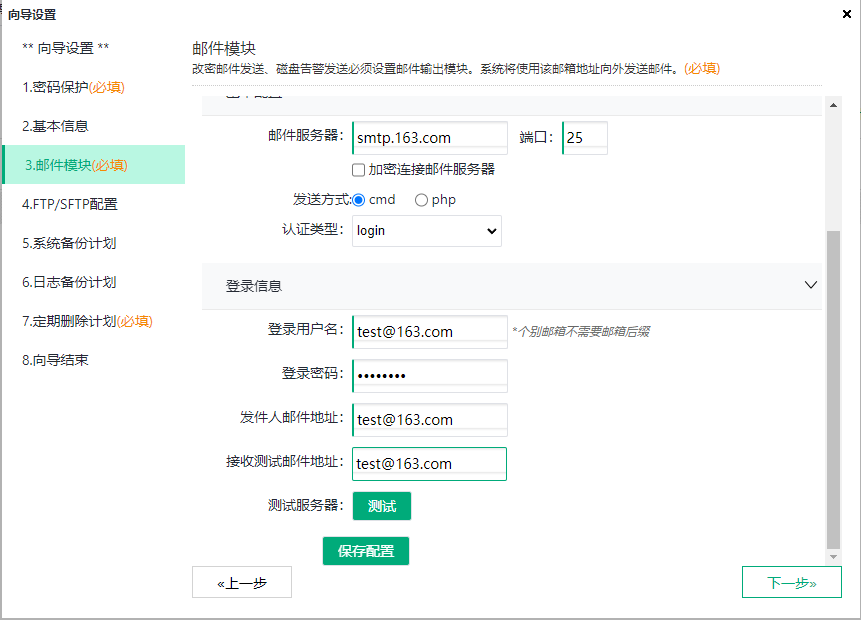 向导设置
** 向导设置 **
1.密码保护(必填)
2.基本信息
3.邮件模块(必填)
4.FTP/SFTP配置
5.系统备份计划
6.日志备份计划
7.定期删除计划(必填)
8.向导结束
邮件模块
改密邮件发送、磁盘告警发送必须设置邮件输出模块。系统将使用该邮箱地址向外发送邮件。(必填)
邮件服务器: smtp.163.com 端口: 25
加密连接邮件服务器
发送方式: cmd php
认证类型: login
登录信息
登录用户名: test@163.com *个别邮箱不需要邮箱后缀
登录密码: ••••••••
发件人邮件地址: test@163.com
接收测试邮件地址: test@163.com
测试服务器: 测试
保存配置
«上一步 下一步»